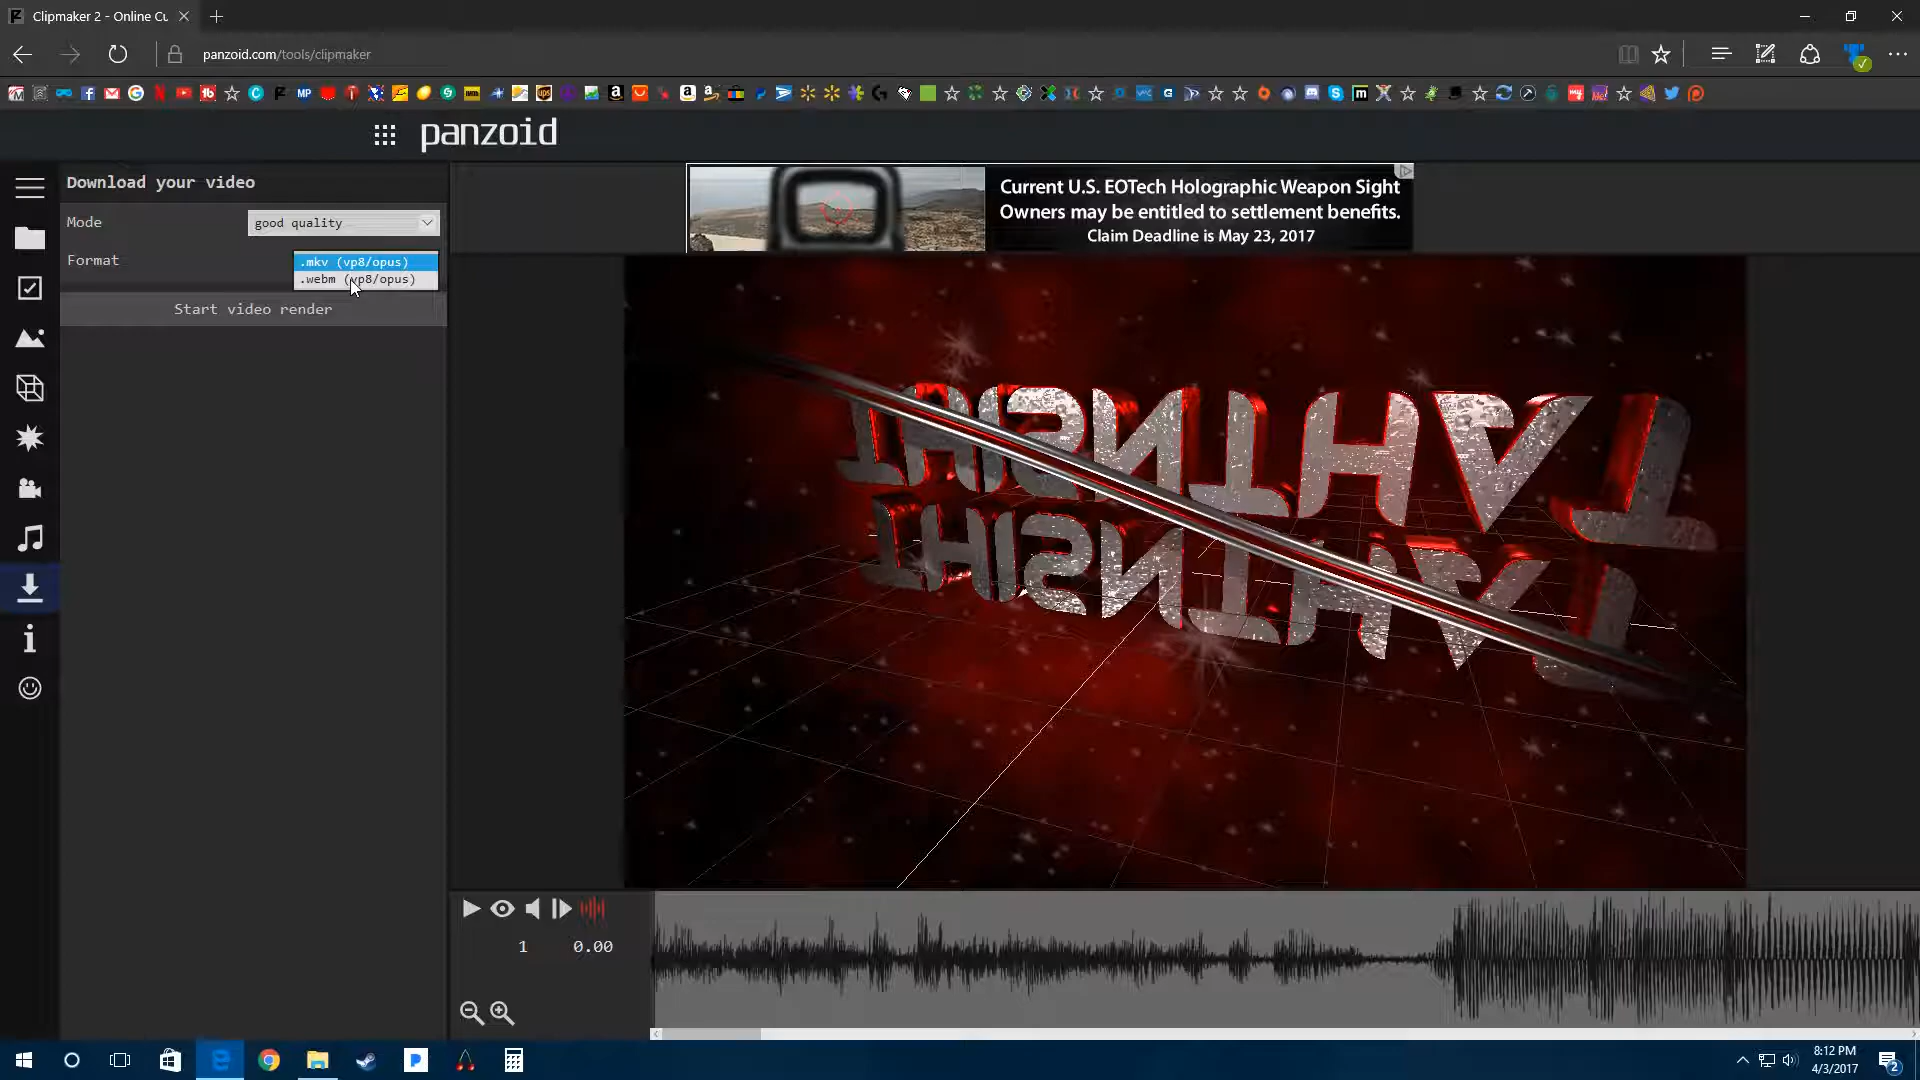 Clipmaker 2 - Online Cu
panzoid.com/tools/clipmaker
panzoid
Download your video
Mode
good quality
Format
.mkv (vp8/opus)
.webm (vp8/opus)
Start video render
Current U.S. EOTech Holographic Weapon Sight
Owners may be entitled to settlement benefits.
Claim Deadline is May 23, 2017
1
0.00
8:12 PM
4/3/2017
2